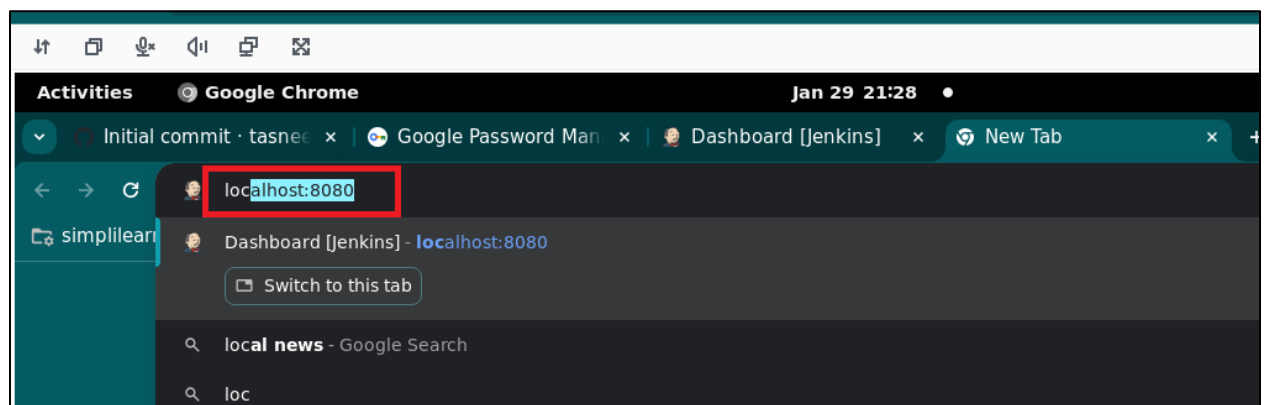 Activities Google Chrome Jan 29 21:28
Initial commit · tasnee Google Password Man Dashboard [Jenkins] New Tab
localhost:8080
simplilearn Dashboard [Jenkins] - localhost:8080
Switch to this tab
local news - Google Search
loc